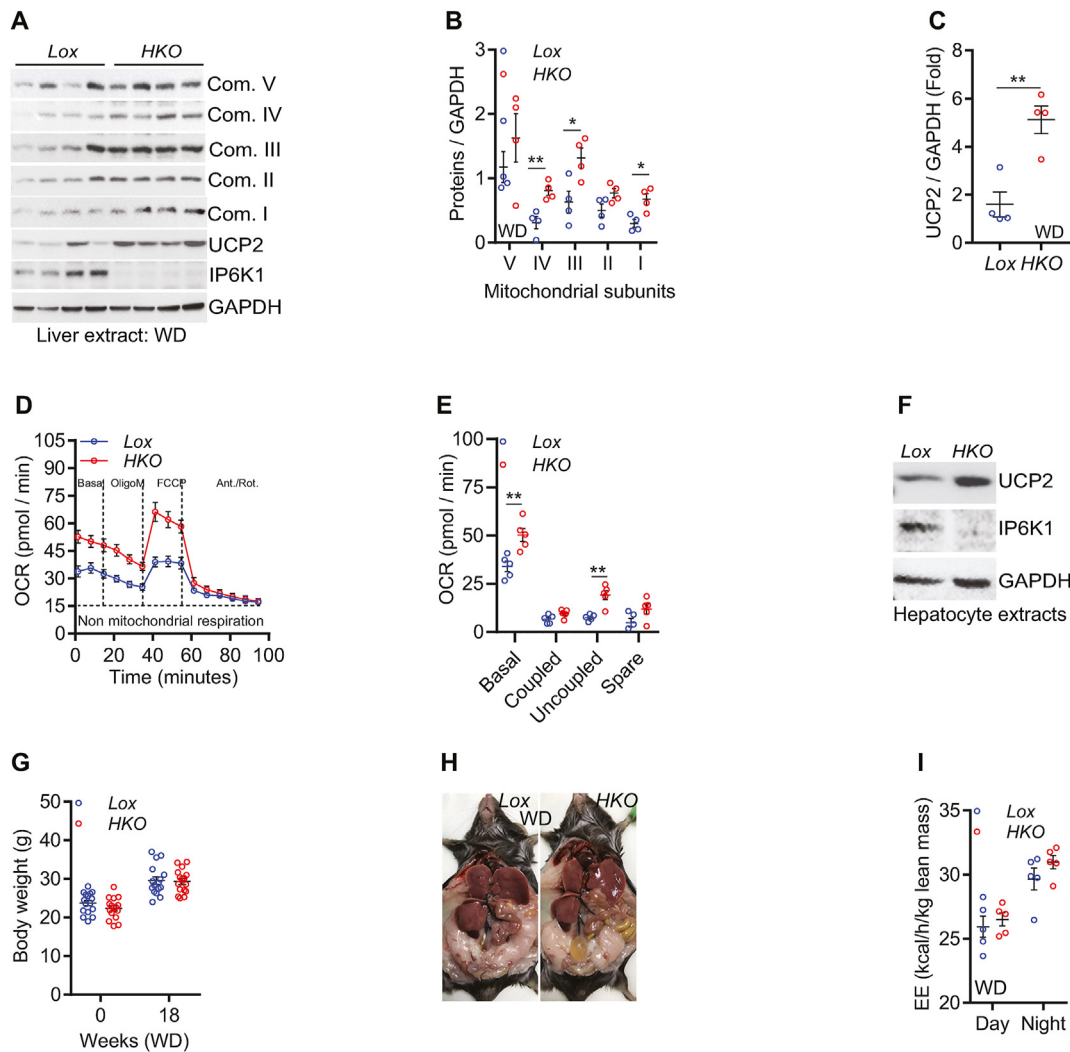 A
Lox HKO
Com. V
Com. IV
Com. III
Com. II
Com. I
UCP2
IP6K1
GAPDH
Liver extract: WD
B
Proteins / GAPDH
3
2
1
0
Lox
HKO
**
*
*
WD
V IV III II I
Mitochondrial subunits
C
UCP2 / GAPDH (Fold)
8
6
4
2
0
**
WD
Lox HKO
D
OCR (pmol / min)
105
90
75
60
45
30
15
0
Lox
HKO
Basal OligoM FCCP Ant./Rot.
Non mitochondrial respiration
0 20 40 60 80 100
Time (minutes)
E
OCR (pmol / min)
100
75
50
25
0
Lox
HKO
**
**
Basal
Coupled
Uncoupled
Spare
F
Lox HKO
UCP2
IP6K1
GAPDH
Hepatocyte extracts
G
Body weight (g)
50
40
30
20
10
0
Lox
HKO
0 18
Weeks (WD)
H
Lox HKO
WD
I
EE (kcal/h/kg lean mass)
35
30
25
20
Lox
HKO
WD
Day Night